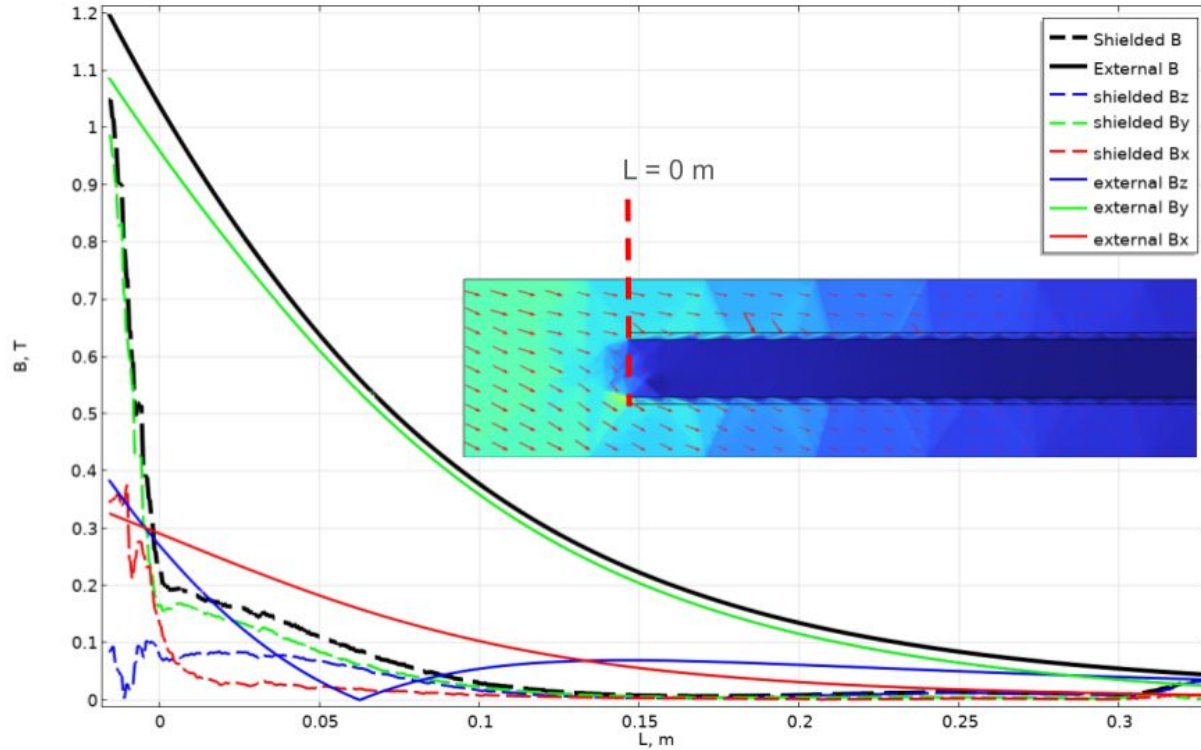 1.2
1.1
1
0.9
0.8
0.7
0.6
0.5
0.4
0.3
0.2
0.1
0
B, T
Shielded B
External B
shielded Bz
shielded By
shielded Bx
external Bz
external By
external Bx
L = 0 m
0 0.05 0.1 0.15 0.2 0.25 0.3
L, m